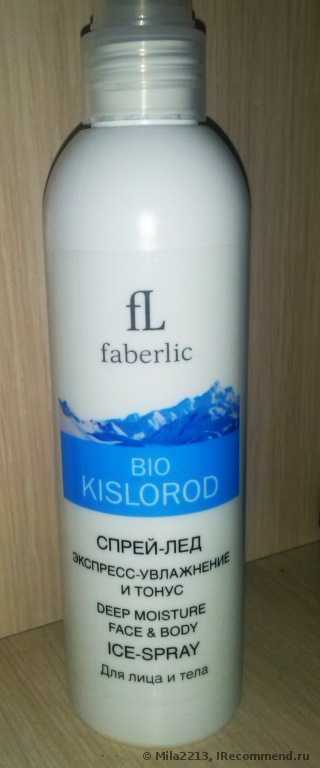 fL
faberlic
BIO
KISLOROD
СПРЕЙ-ЛЕД
ЭКСПРЕСС-УВЛАЖНЕНИЕ
И ТОНУС
DEEP MOISTURE
FACE & BODY
ICE-SPRAY
Для лица и тела
© Mila2213, IRecommend.ru